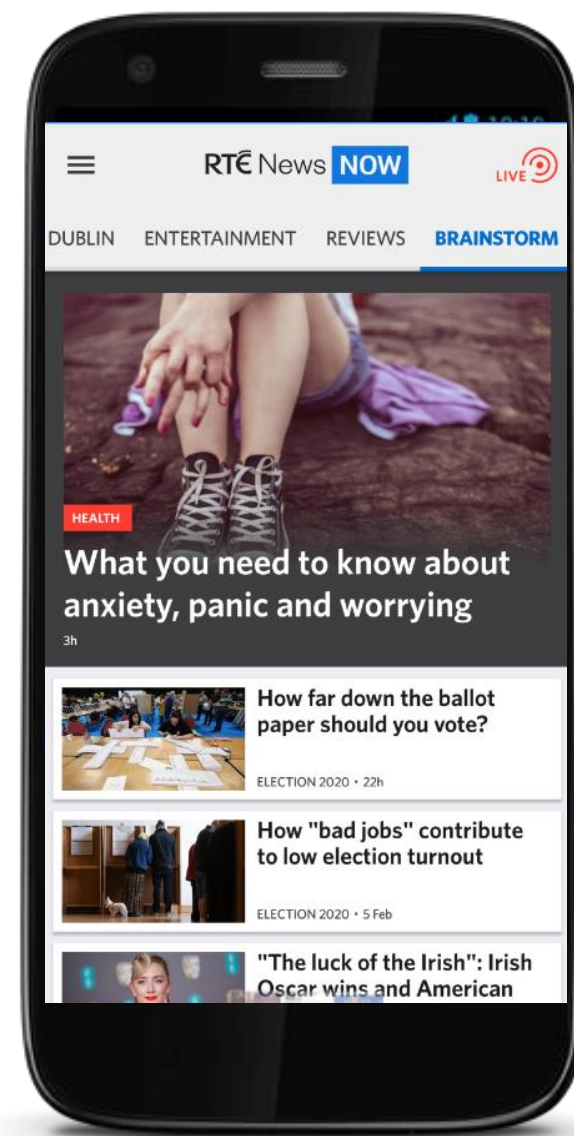 RTÉ News NOW
LIVE
DUBLIN ENTERTAINMENT REVIEWS BRAINSTORM
HEALTH
What you need to know about
anxiety, panic and worrying
3h
How far down the ballot
paper should you vote?
ELECTION 2020 • 22h
How "bad jobs" contribute
to low election turnout
ELECTION 2020 • 5 Feb
"The luck of the Irish": Irish
Oscar wins and American